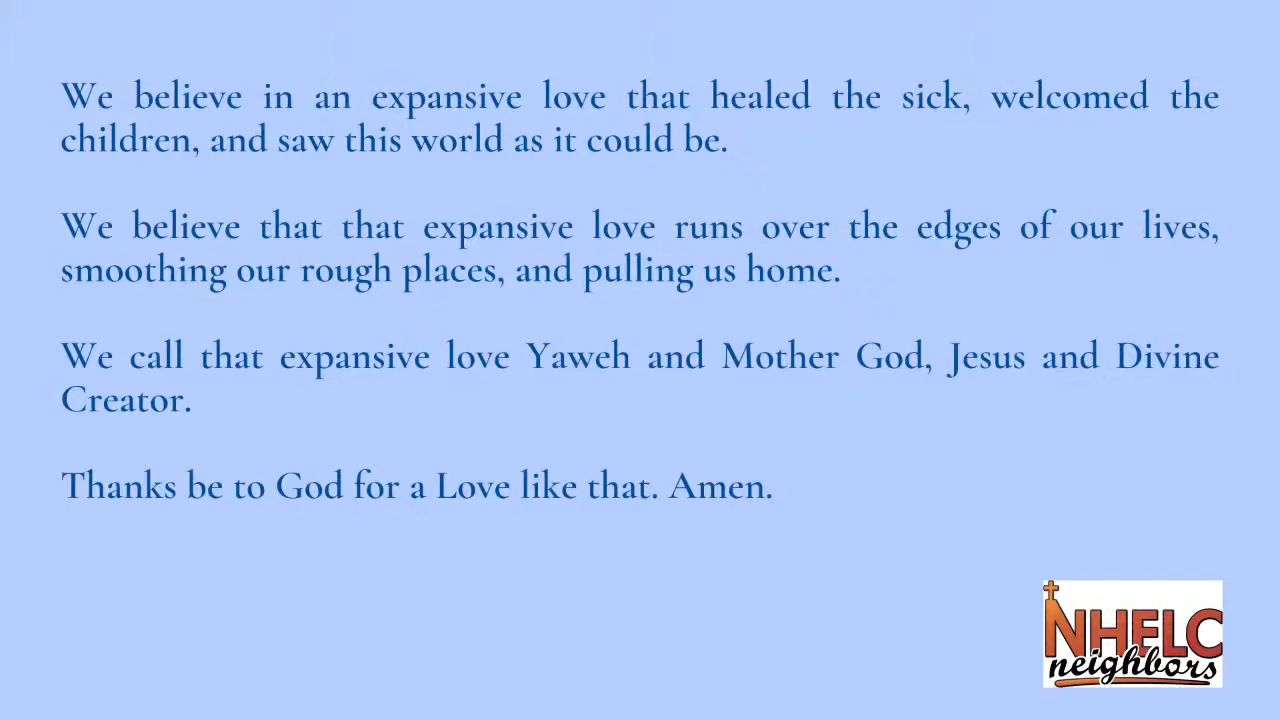 We believe in an expansive love that healed the sick, welcomed the
children, and saw this world as it could be.
We believe that that expansive love runs over the edges of our lives,
smoothing our rough places, and pulling us home.
We call that expansive love Yaweh and Mother God, Jesus and Divine
Creator.
Thanks be to God for a Love like that. Amen.
NHELC
neighbors